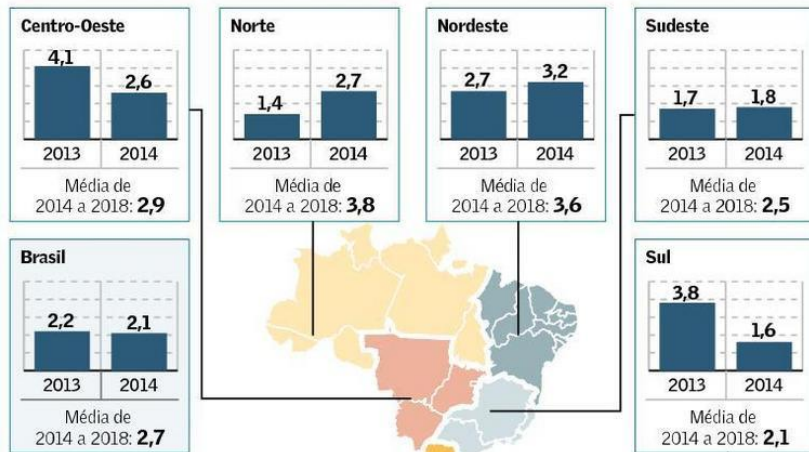 Centro-Oeste
4,1
2,6
2013
2014
Média de
2014 a 2018: 2,9
Norte
1,4
2,7
2013
2014
Média de
2014 a 2018: 3,8
Nordeste
2,7
3,2
2013
2014
Média de
2014 a 2018: 3,6
Sudeste
1,7
1,8
2013
2014
Média de
2014 a 2018: 2,5
Brasil
2,2
2,1
2013
2014
Média de
2014 a 2018: 2,7
Sul
3,8
1,6
2013
2014
Média de
2014 a 2018: 2,1